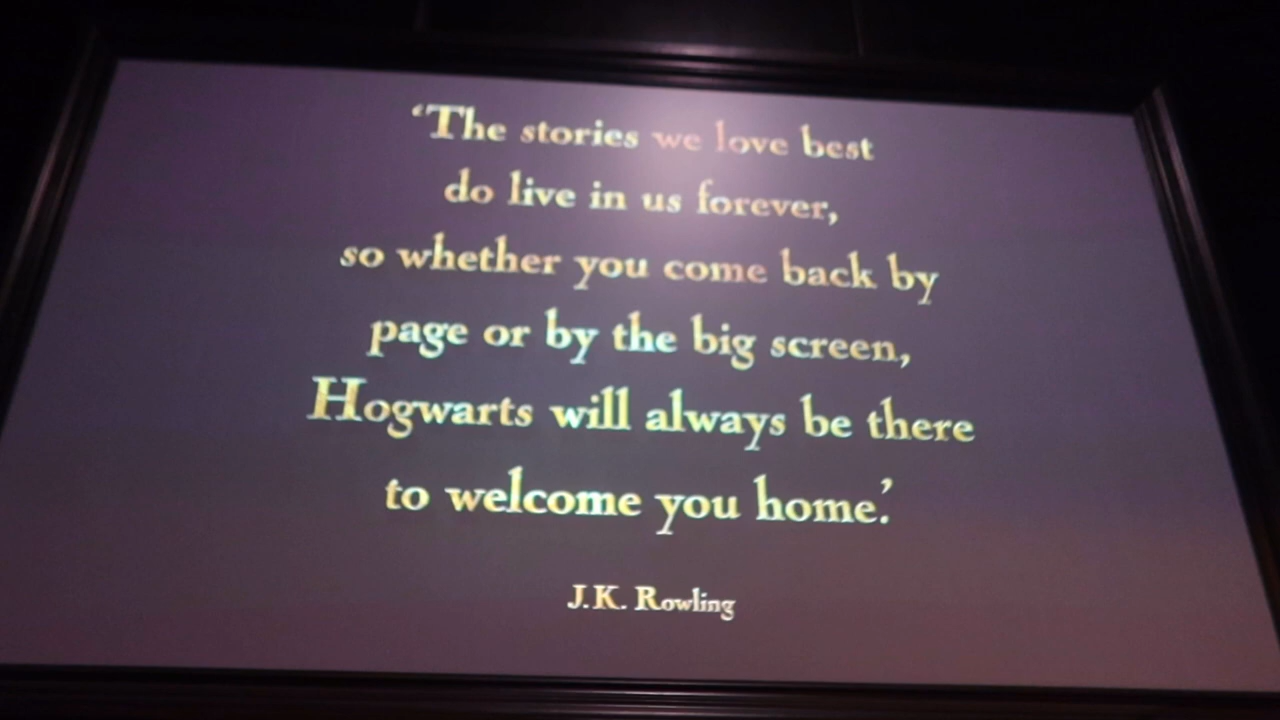 ‘The stories we love best
do live in us forever,
so whether you come back by
page or by the big screen,
Hogwarts will always be there
to welcome you home.’
J.K. Rowling